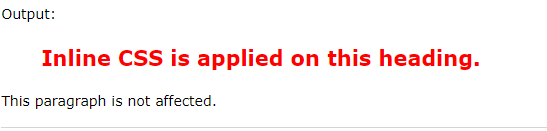 Output:
Inline CSS is applied on this heading.
This paragraph is not affected.